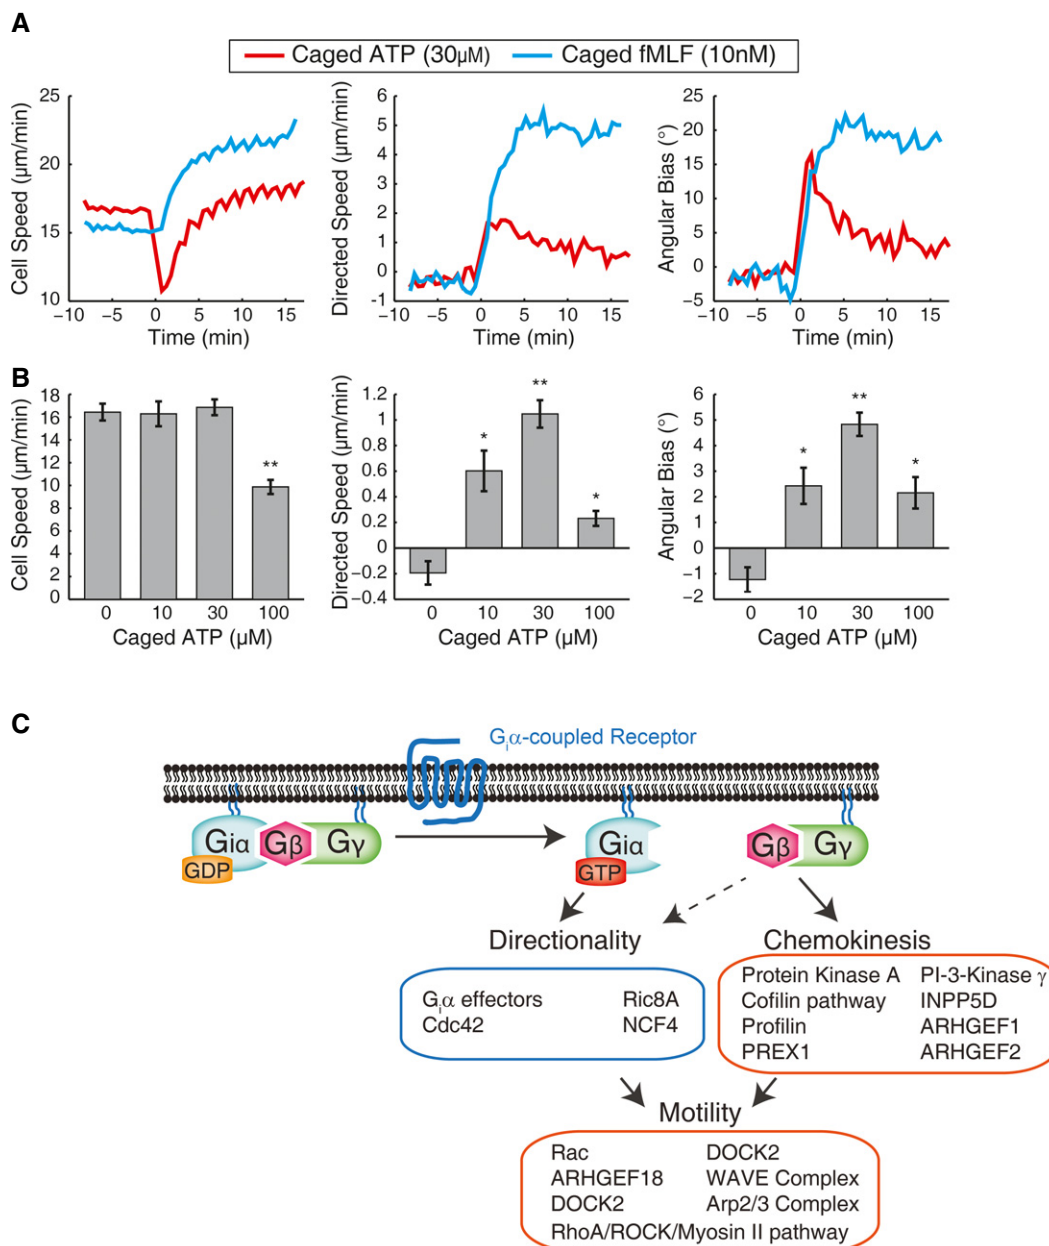 A
Caged ATP (30μM) Caged fMLF (10nM)
Cell Speed (μm/min)
25
20
15
10
−10 −5 0 5 10 15
Time (min)
Directed Speed (μm/min)
6
5
4
3
2
1
0
-1
−10 −5 0 5 10 15
Time (min)
Angular Bias (°)
25
20
15
10
5
0
−5
−10 −5 0 5 10 15
Time (min)
B
Cell Speed (μm/min)
18
16
14
12
10
8
6
4
2
0
**
0 10 30 100
Caged ATP (μM)
Directed Speed (μm/min)
1.2
1
0.8
0.6
0.4
0.2
0
−0.2
−0.4
* ** *
0 10 30 100
Caged ATP (μM)
Angular Bias (°)
6
5
4
3
2
1
0
−1
−2
* ** *
0 10 30 100
Caged ATP (μM)
C
Giα-coupled Receptor
Giα Gβ Gγ
GDP
Giα
GTP
Gβ Gγ
Directionality
Giα effectors Ric8A
Cdc42 NCF4
Chemokinesis
Protein Kinase A PI-3-Kinase γ
Cofilin pathway INPP5D
Profilin ARHGEF1
PREX1 ARHGEF2
Motility
Rac DOCK2
ARHGEF18 WAVE Complex
DOCK2 Arp2/3 Complex
RhoA/ROCK/Myosin II pathway